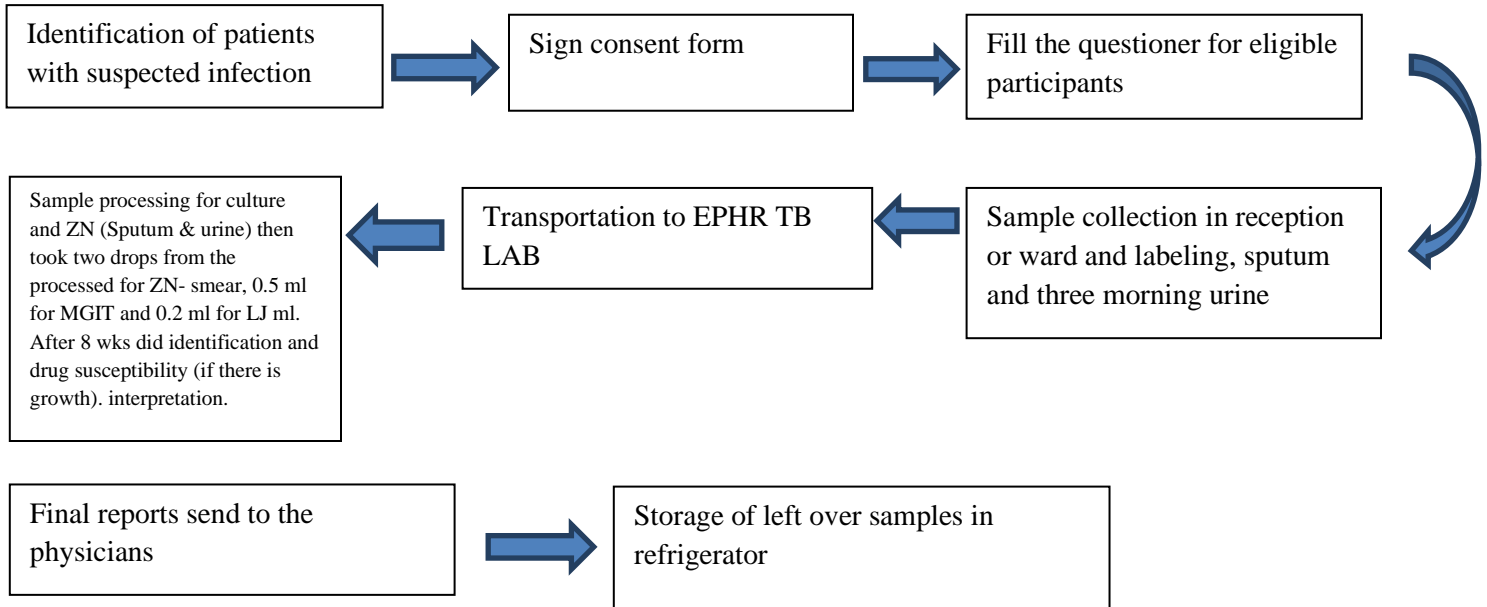 Identification of patients
with suspected infection
Sign consent form
Fill the questioner for eligible
participants
Sample collection in reception
or ward and labeling, sputum
and three morning urine
Transportation to EPHR TB
LAB
Sample processing for culture
and ZN (Sputum & urine) then
took two drops from the
processed for ZN- smear, 0.5 ml
for MGIT and 0.2 ml for LJ ml.
After 8 wks did identification and
drug susceptibility (if there is
growth). interpretation.
Final reports send to the
physicians
Storage of left over samples in
refrigerator